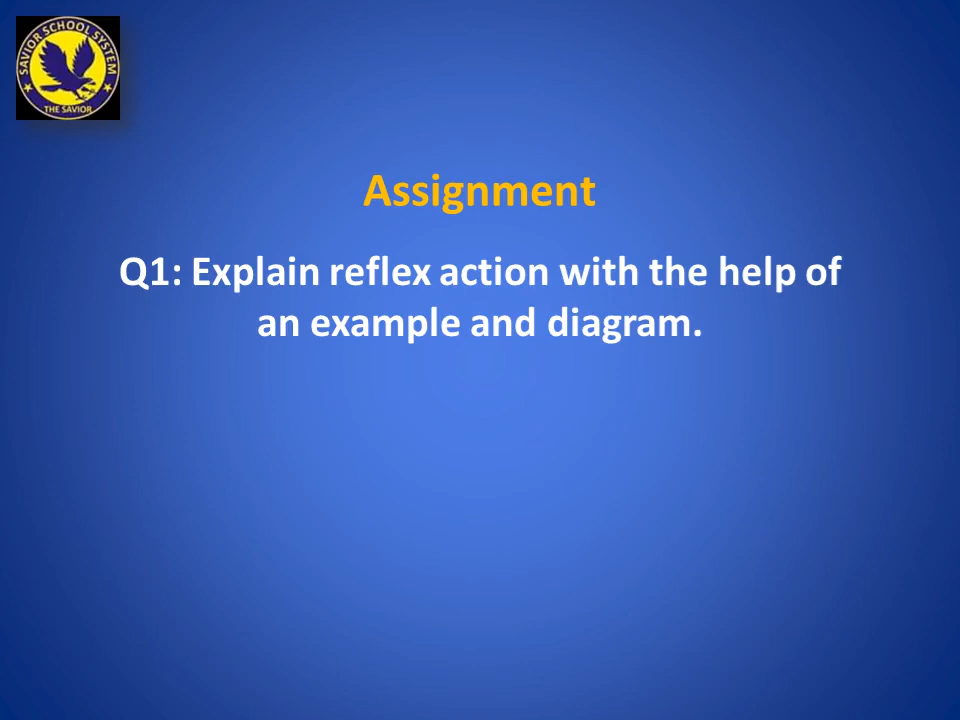 SAVIOR SCHOOL SYSTEM
THE SAVIOR
Assignment
Q1: Explain reflex action with the help of
an example and diagram.